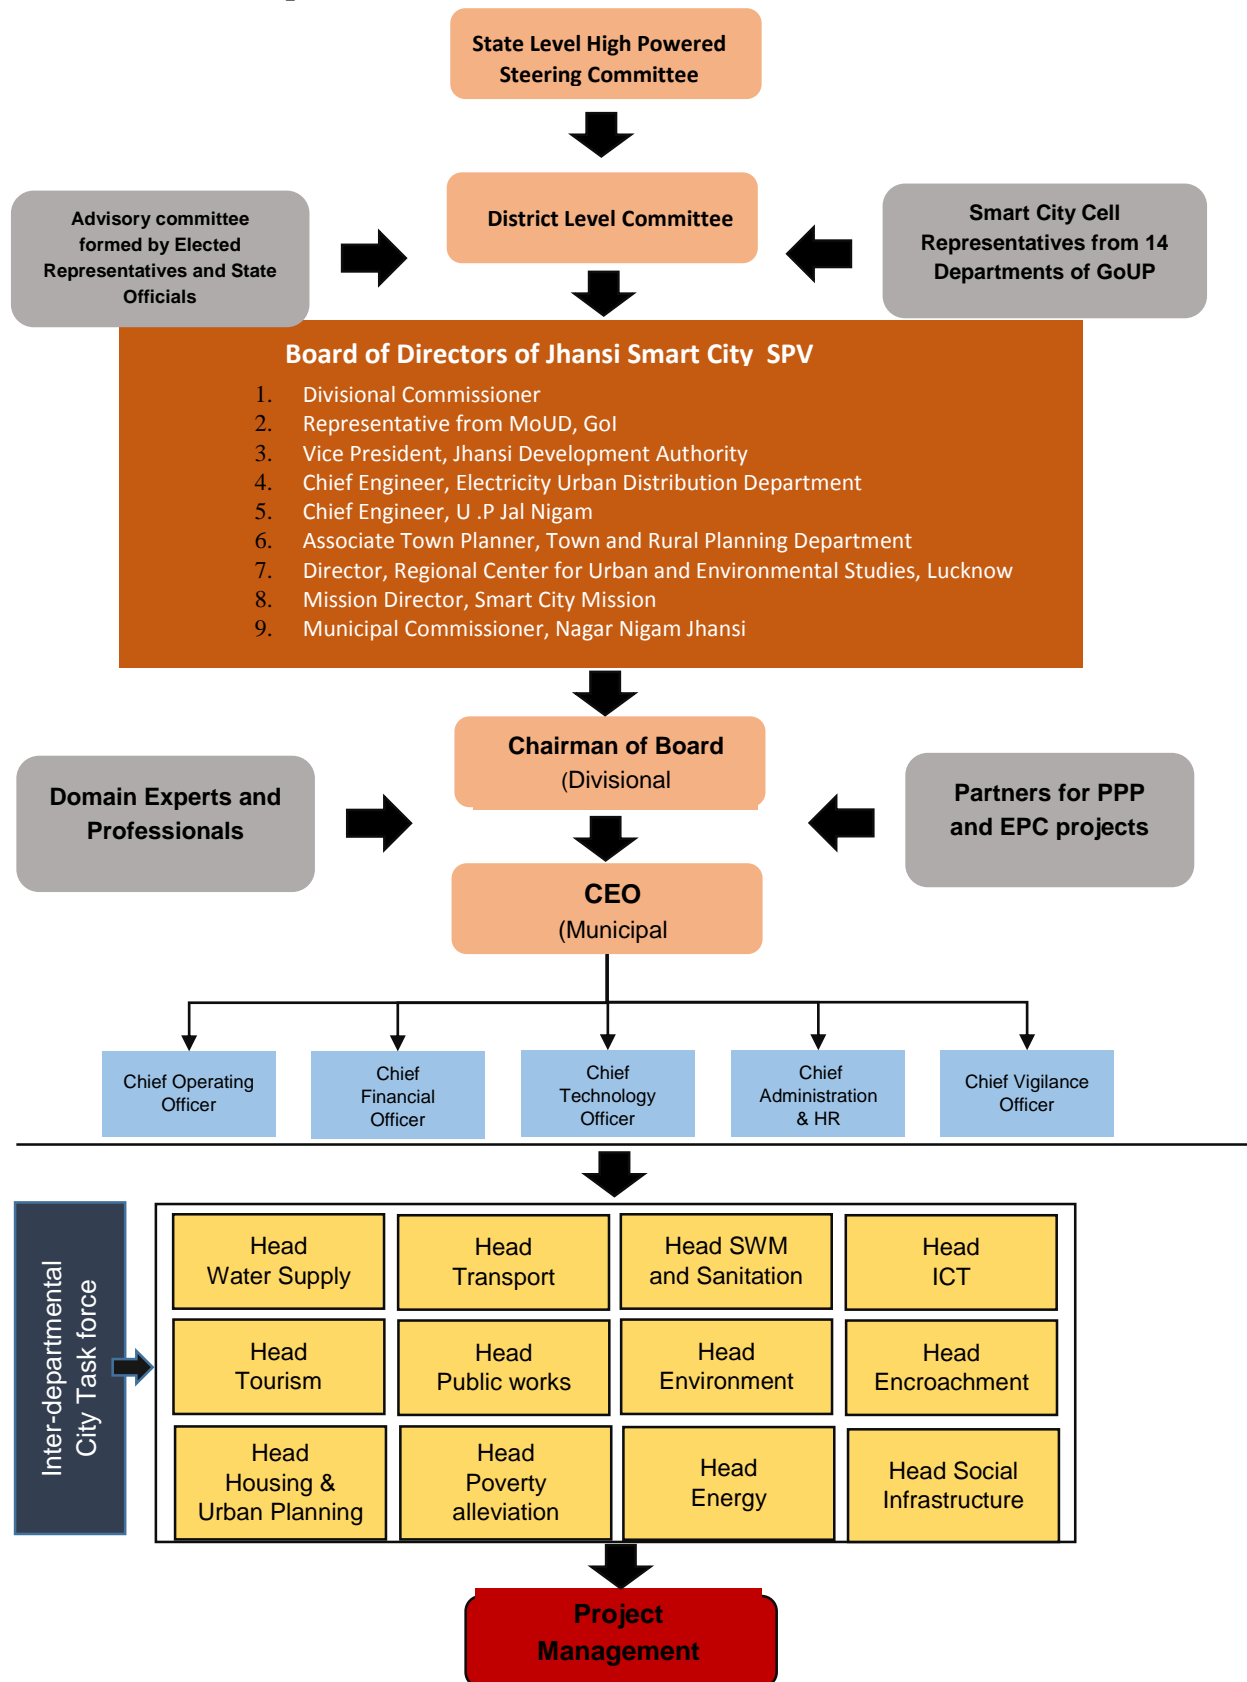 State Level High Powered
Steering Committee
Advisory committee
formed by Elected
Representatives and State
Officials
District Level Committee
Smart City Cell
Representatives from 14
Departments of GoUP
Board of Directors of Jhansi Smart City SPV
1. Divisional Commissioner
2. Representative from MoUD, GoI
3. Vice President, Jhansi Development Authority
4. Chief Engineer, Electricity Urban Distribution Department
5. Chief Engineer, U .P Jal Nigam
6. Associate Town Planner, Town and Rural Planning Department
7. Director, Regional Center for Urban and Environmental Studies, Lucknow
8. Mission Director, Smart City Mission
9. Municipal Commissioner, Nagar Nigam Jhansi
Chairman of Board
(Divisional
Domain Experts and
Professionals
Partners for PPP
and EPC projects
CEO
(Municipal
Chief Operating
Officer
Chief
Financial
Officer
Chief
Technology
Officer
Chief
Administration
& HR
Chief Vigilance
Officer
Inter-departmental
City Task force
Head
Water Supply
Head
Transport
Head SWM
and Sanitation
Head
ICT
Head
Tourism
Head
Public works
Head
Environment
Head
Encroachment
Head
Housing &
Urban Planning
Head
Poverty
alleviation
Head
Energy
Head Social
Infrastructure
Project
Management